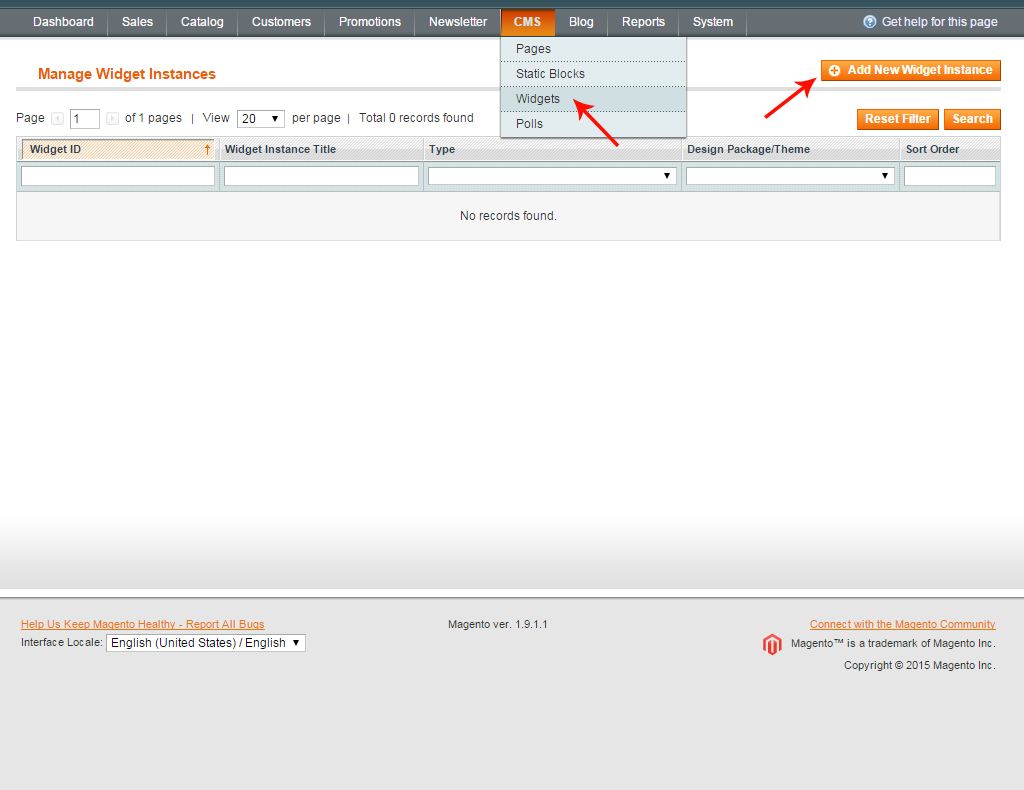 Dashboard Sales Catalog Customers Promotions Newsletter CMS Blog Reports System Get help for this page
Pages
Static Blocks
Widgets
Polls
Manage Widget Instances
Add New Widget Instance
Page 1 of 1 pages | View 20 per page | Total 0 records found
Reset Filter Search
Widget ID Widget Instance Title Type Design Package/Theme Sort Order
No records found.
Help Us Keep Magento Healthy - Report All Bugs
Interface Locale: English (United States) / English
Magento ver. 1.9.1.1
Connect with the Magento Community
Magento™ is a trademark of Magento Inc.
Copyright © 2015 Magento Inc.